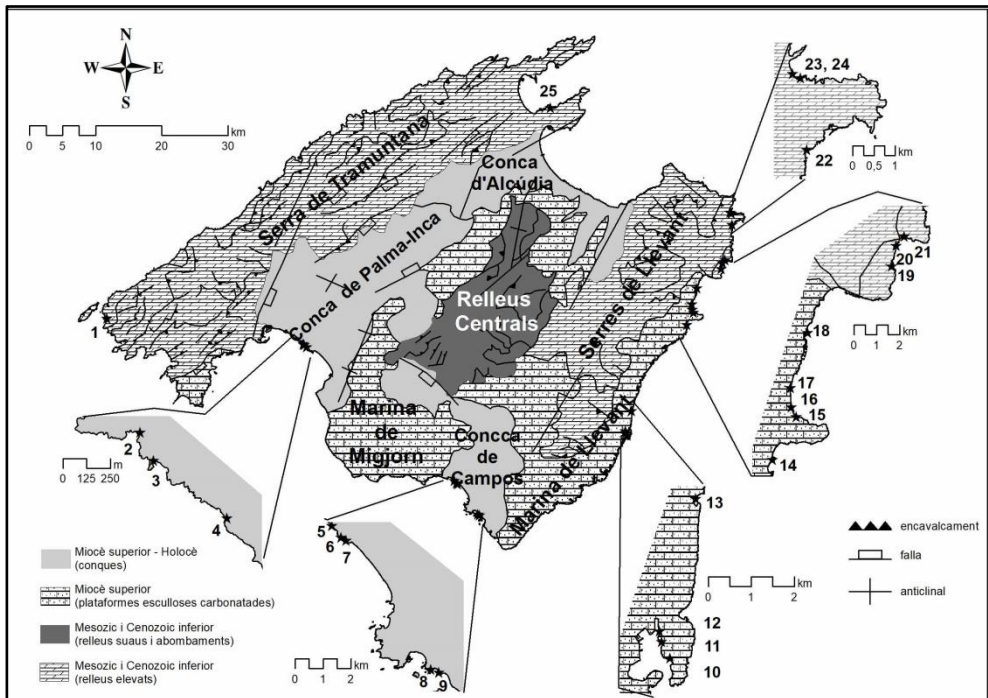 N
W E
S
km
0 5 10 20 30
25
23, 24
22
0 0,5 1 km
Conca
d'Alcúdia
Serra de Tramuntana
Conca de Palma-Inca
Relleus
Centrals
Serres de Llevant
1
21
20
19
18
0 1 2 km
17
16
15
14
Marina
de
Migjorn
Concca
de
Campos
Marina de Llevant
2
3
4
0 125 250 m
5
6
7
8
9
0 1 2 km
13
12
11
10
0 1 2 km
Miocè superior - Holocè
(conques)
Miocè superior
(plataformes esculloses carbonatades)
Mesozic i Cenozoic inferior
(relleus suaus i abombaments)
Mesozic i Cenozoic inferior
(relleus elevats)
encavalcament
falla
anticlinal